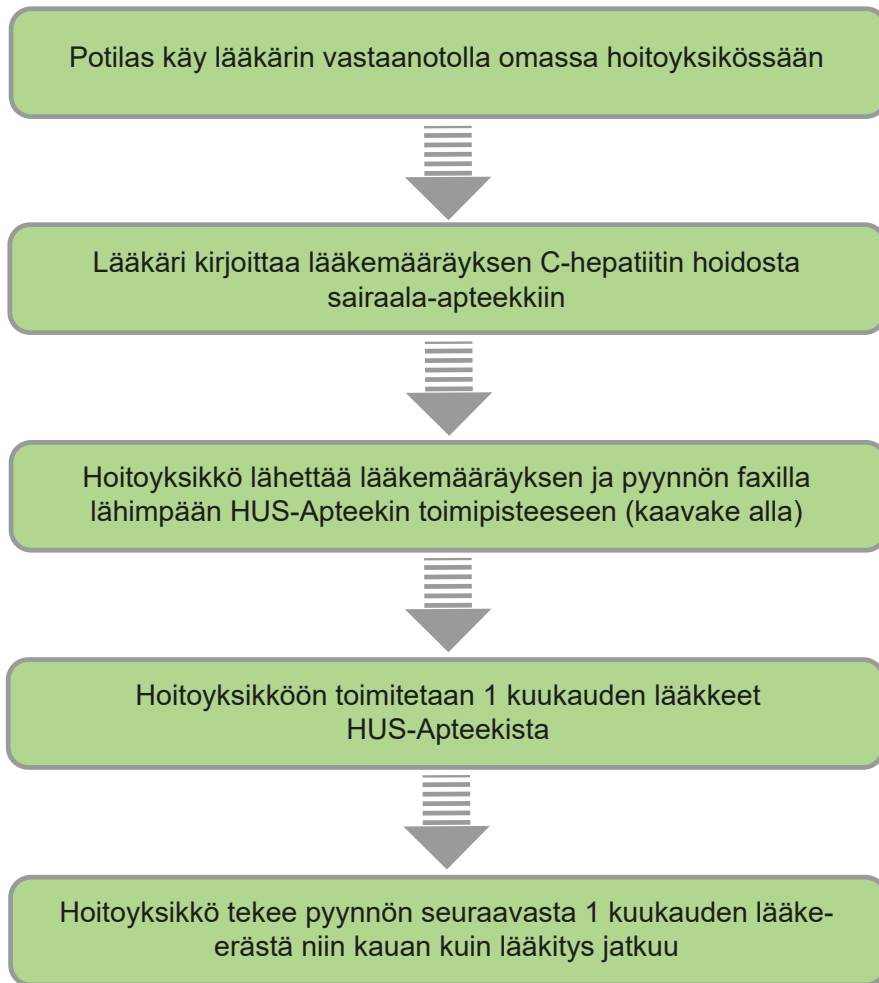 Potilas käy lääkärin vastaanotolla omassa hoitoyksikössään
Lääkäri kirjoittaa lääkemääräyksen C-hepatiitin hoidosta
sairaala-apteekkiin
Hoitoyksikkö lähettää lääkemääräyksen ja pyynnön faxilla
lähimpään HUS-Apteekin toimipisteeseen (kaavake alla)
Hoitoyksikköön toimitetaan 1 kuukauden lääkkeet
HUS-Apteekista
Hoitoyksikkö tekee pyynnön seuraavasta 1 kuukauden lääke-
erästä niin kauan kuin lääkitys jatkuu